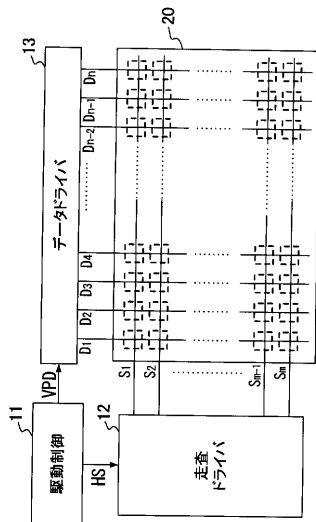 11
駆動制御
VPD
13
データドライバ
HS
D1
D2
D3
D4
Dn-2
Dn-1
Dn
20
12
走査
ドライバ
S1
S2
Sm-1
Sm